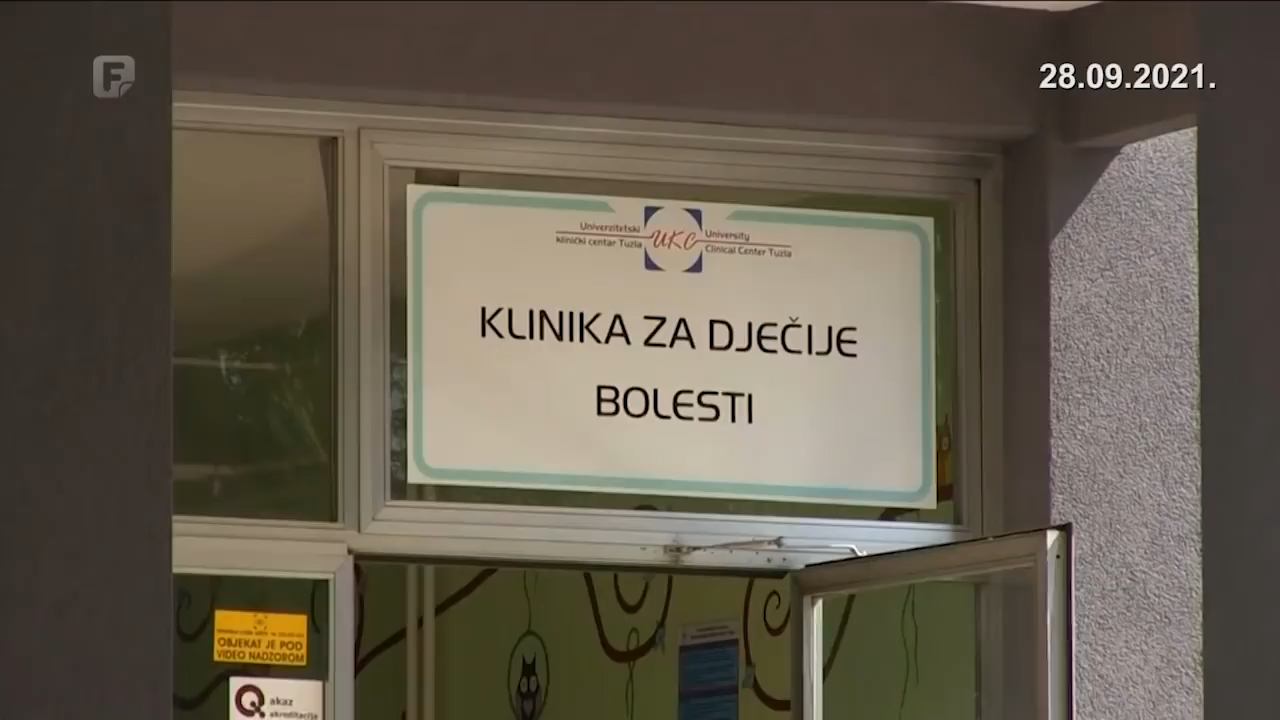 F
28.09.2021.
Univerzitetski
klinički centar Tuzla
UKC
University
Clinical Center Tuzla
KLINIKA ZA DJEČIJE
BOLESTI
OBJEKAT JE POD
VIDEO NADZOROM
akaz
akreditacija